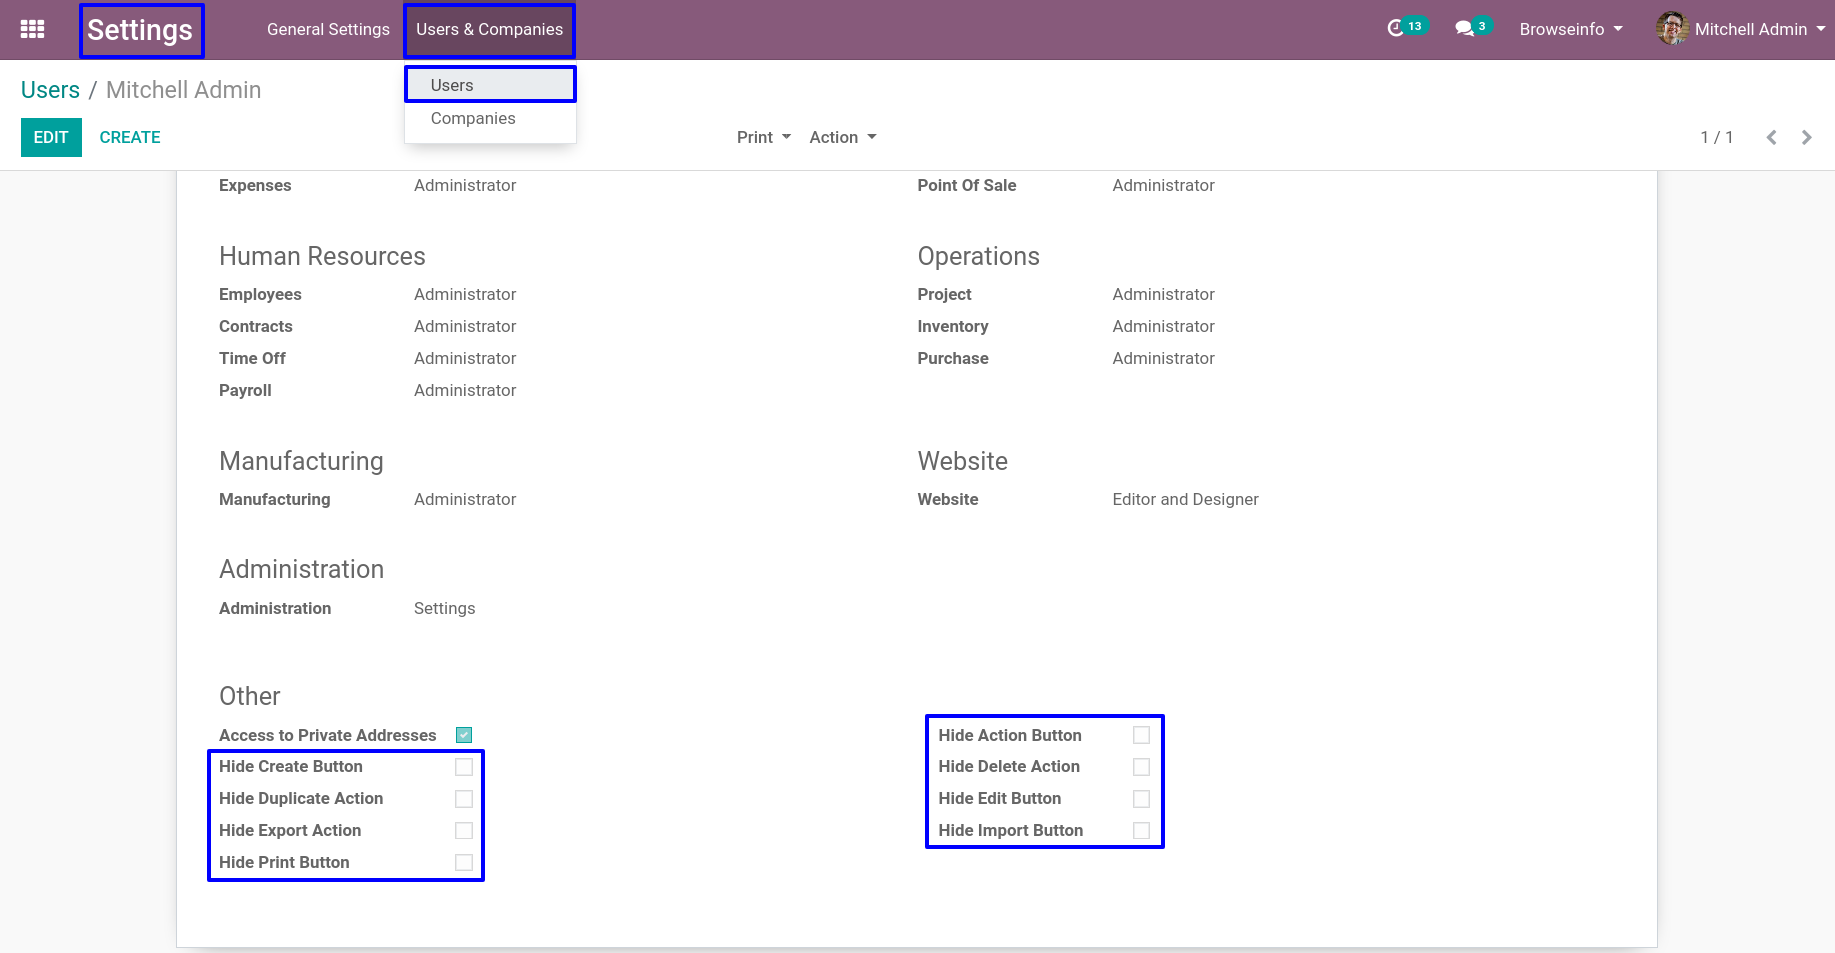 Settings General Settings Users & Companies 13 3 Browseinfo Mitchell Admin
Users / Mitchell Admin
Users
Companies
EDIT CREATE Print Action 1 / 1
Expenses Administrator Point Of Sale Administrator
Human Resources Operations
Employees Administrator Project Administrator
Contracts Administrator Inventory Administrator
Time Off Administrator Purchase Administrator
Payroll Administrator
Manufacturing Website
Manufacturing Administrator Website Editor and Designer
Administration
Administration Settings
Other
Access to Private Addresses Hide Action Button
Hide Create Button Hide Delete Action
Hide Duplicate Action Hide Edit Button
Hide Export Action Hide Import Button
Hide Print Button